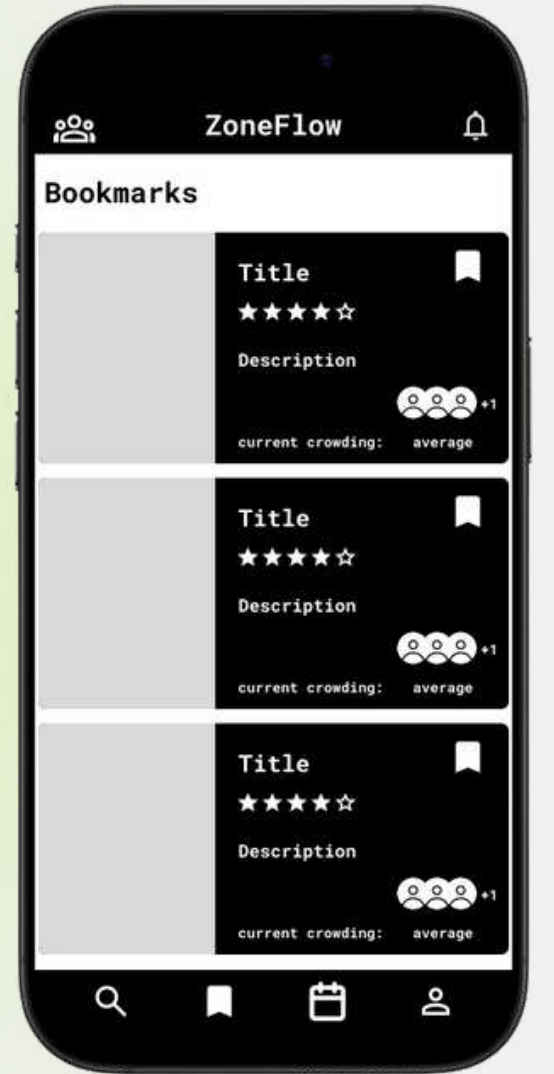 ZoneFlow
Bookmarks
Title
Description
+1
current crowding: average
Title
Description
+1
current crowding: average
Title
Description
+1
current crowding: average